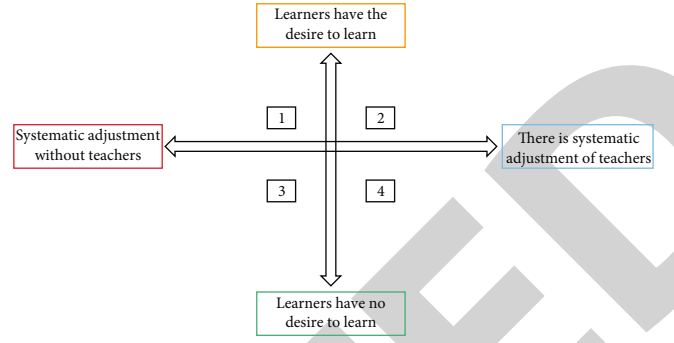 Learners have the
desire to learn
1
2
Systematic adjustment
without teachers
There is systematic
adjustment of teachers
3
4
Learners have no
desire to learn